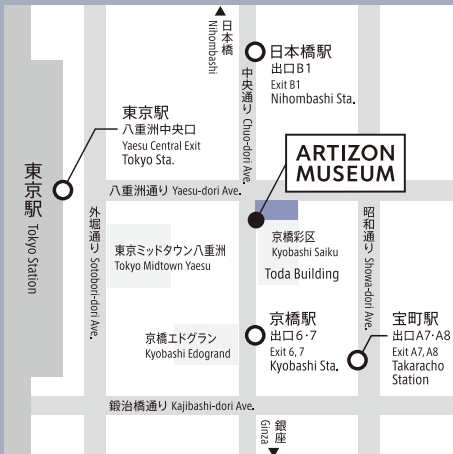 日本橋
Nihombashi
日本橋駅
出口B1
Exit B1
Nihombashi Sta.
中央通り Chuo-dori Ave.
東京駅
八重洲中央口
Yaesu Central Exit
Tokyo Sta.
ARTIZON
MUSEUM
東京駅 Tokyo Station
八重洲通り Yaesu-dori Ave.
外堀通り Sotobori-dori Ave.
東京ミッドタウン八重洲
Tokyo Midtown Yaesu
京橋彩区
Kyobashi Saiku
Toda Building
昭和通り Showa-dori Ave.
京橋エドグラン
Kyobashi Edogrand
京橋駅
出口6・7
Exit 6, 7
Kyobashi Sta.
宝町駅
出口A7・A8
Exit A7, A8
Takaracho
Station
鍛治橋通り Kajibashi-dori Ave.
銀座
Ginza